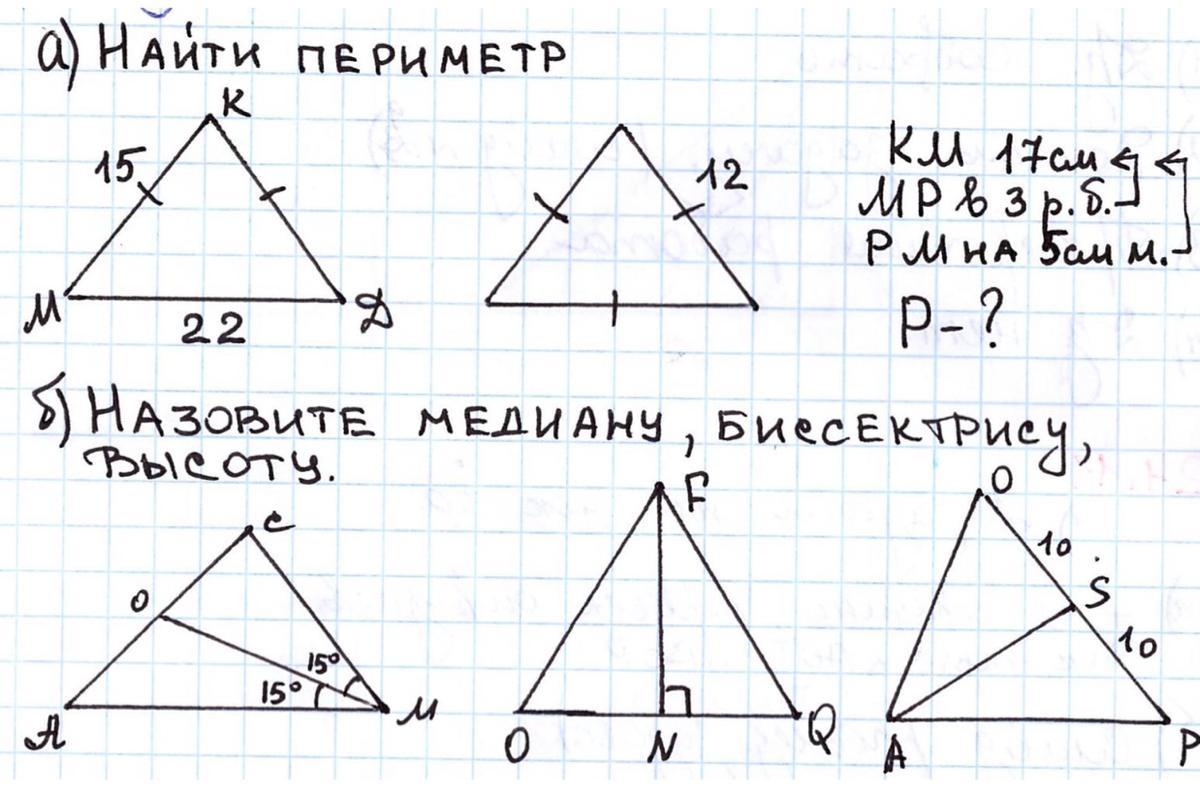 а) Найти периметр
К
15
12
М
22
Д
КМ 17см
МР в 3 р.б.
РМ на 5см м.
Р-?
б) Назовите медиану, биссектрису,
высоту.
С
О
15°
15°
А
М
F
O
N
Q
О
10
S
10
А
Р